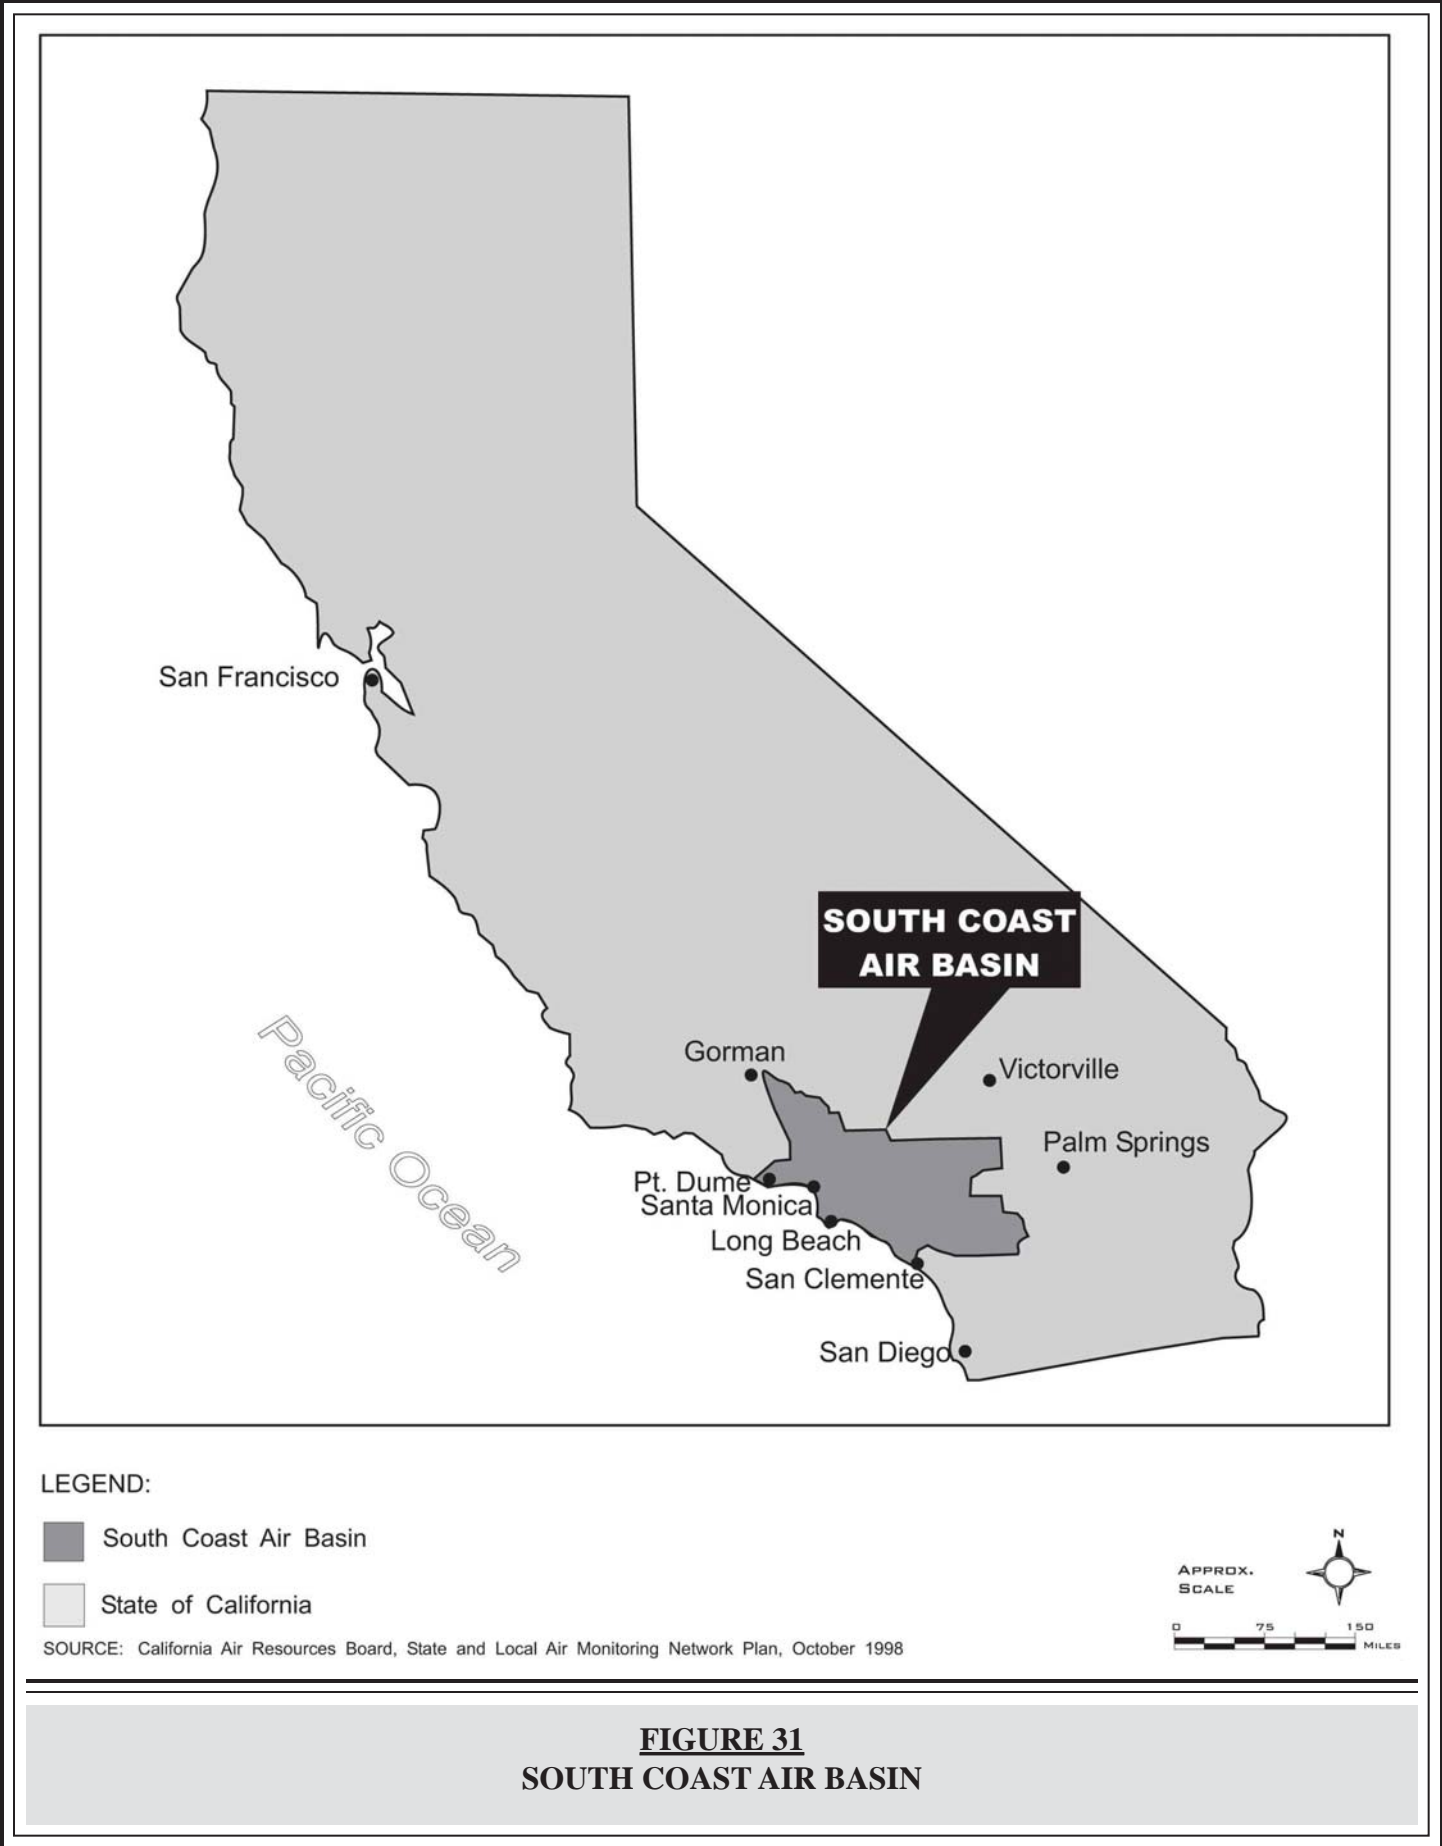 San Francisco
SOUTH COAST
AIR BASIN
Pacific Ocean
Gorman
Victorville
Palm Springs
Pt. Dume
Santa Monica
Long Beach
San Clemente
San Diego
LEGEND:
South Coast Air Basin
State of California
SOURCE: California Air Resources Board, State and Local Air Monitoring Network Plan, October 1998
APPROX.
SCALE
N
0 75 150
MILES
FIGURE 31
SOUTH COAST AIR BASIN